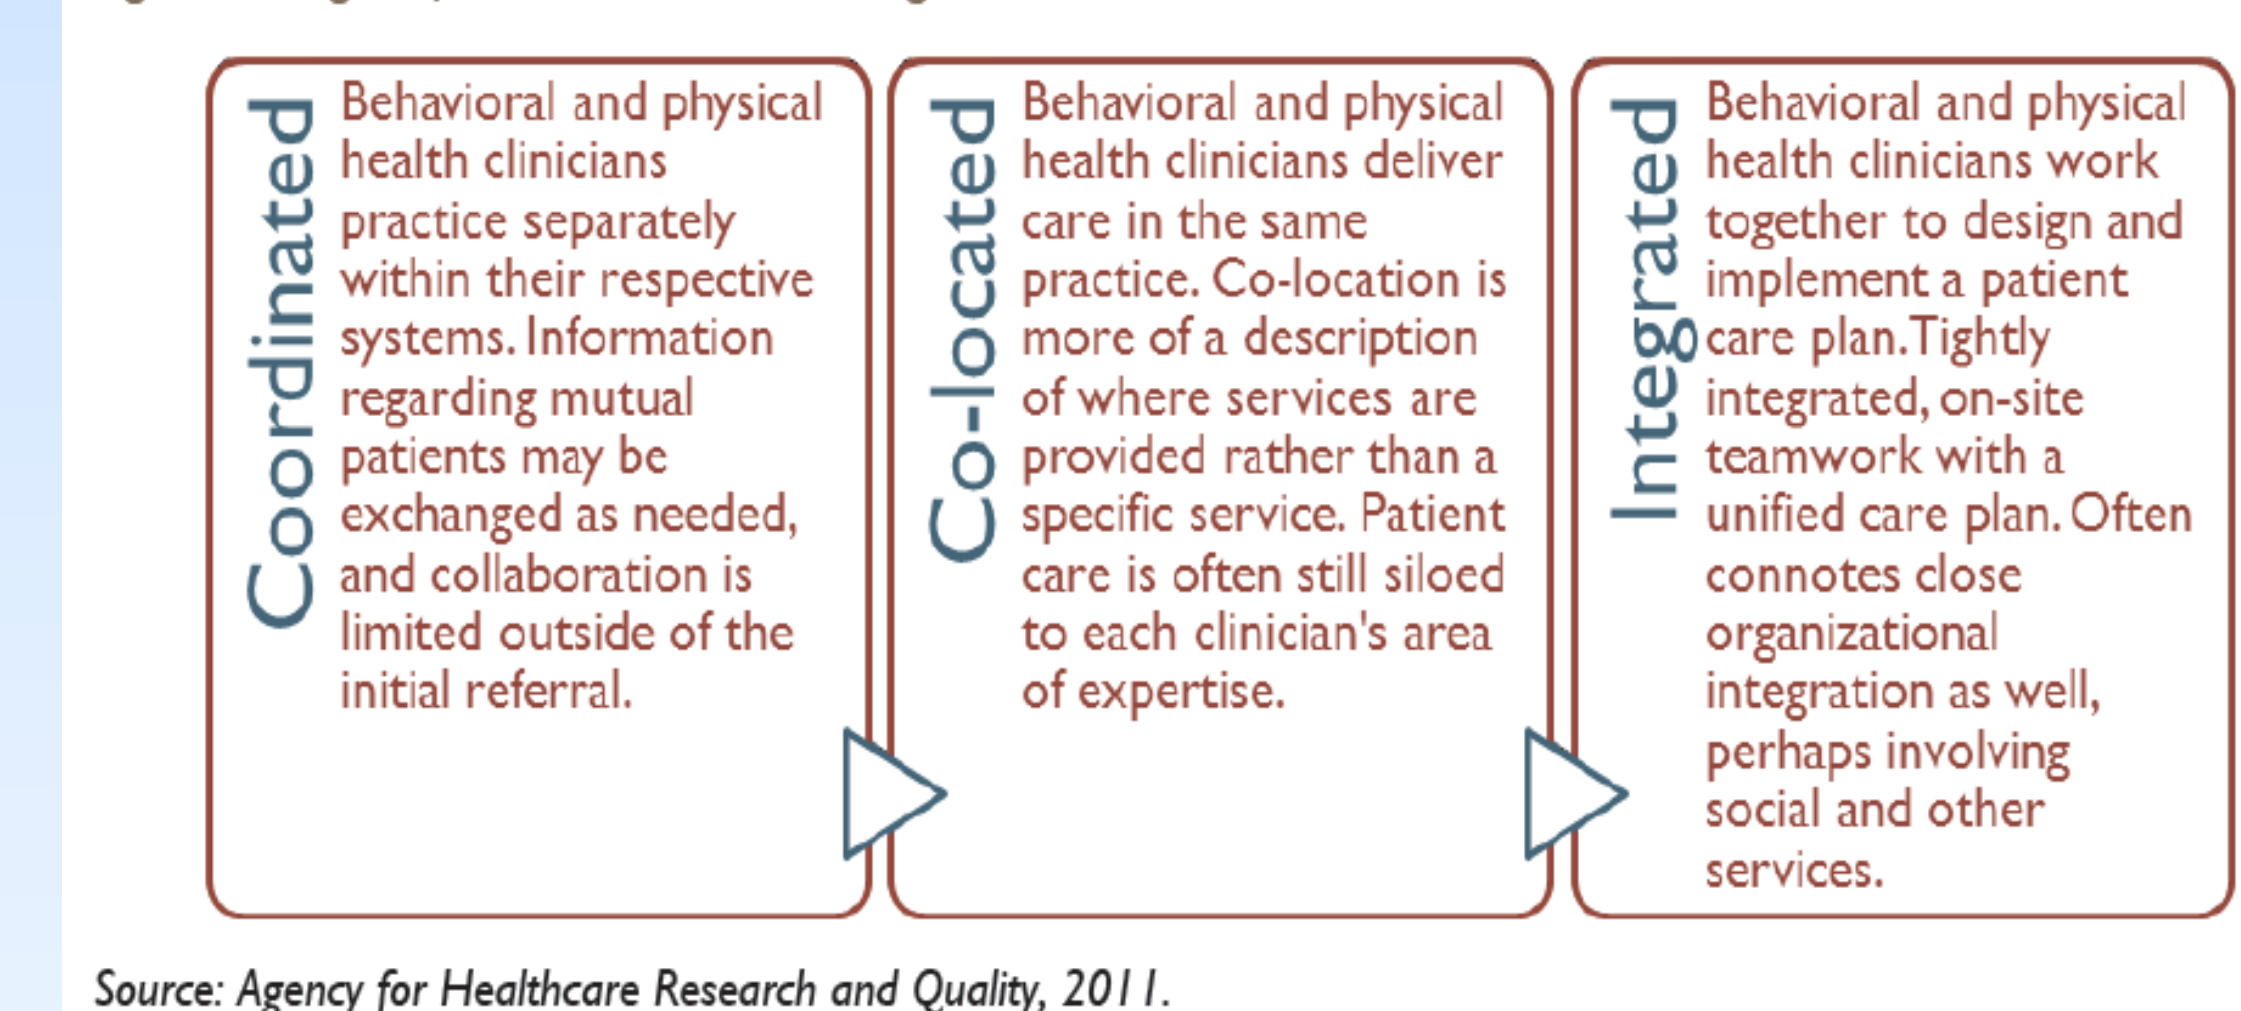 Coordinated
Behavioral and physical
health clinicians
practice separately
within their respective
systems. Information
regarding mutual
patients may be
exchanged as needed,
and collaboration is
limited outside of the
initial referral.
Co-located
Behavioral and physical
health clinicians deliver
care in the same
practice. Co-location is
more of a description
of where services are
provided rather than a
specific service. Patient
care is often still siloed
to each clinician's area
of expertise.
Integrated
Behavioral and physical
health clinicians work
together to design and
implement a patient
care plan. Tightly
integrated, on-site
teamwork with a
unified care plan. Often
connotes close
organizational
integration as well,
perhaps involving
social and other
services.
Source: Agency for Healthcare Research and Quality, 2011.